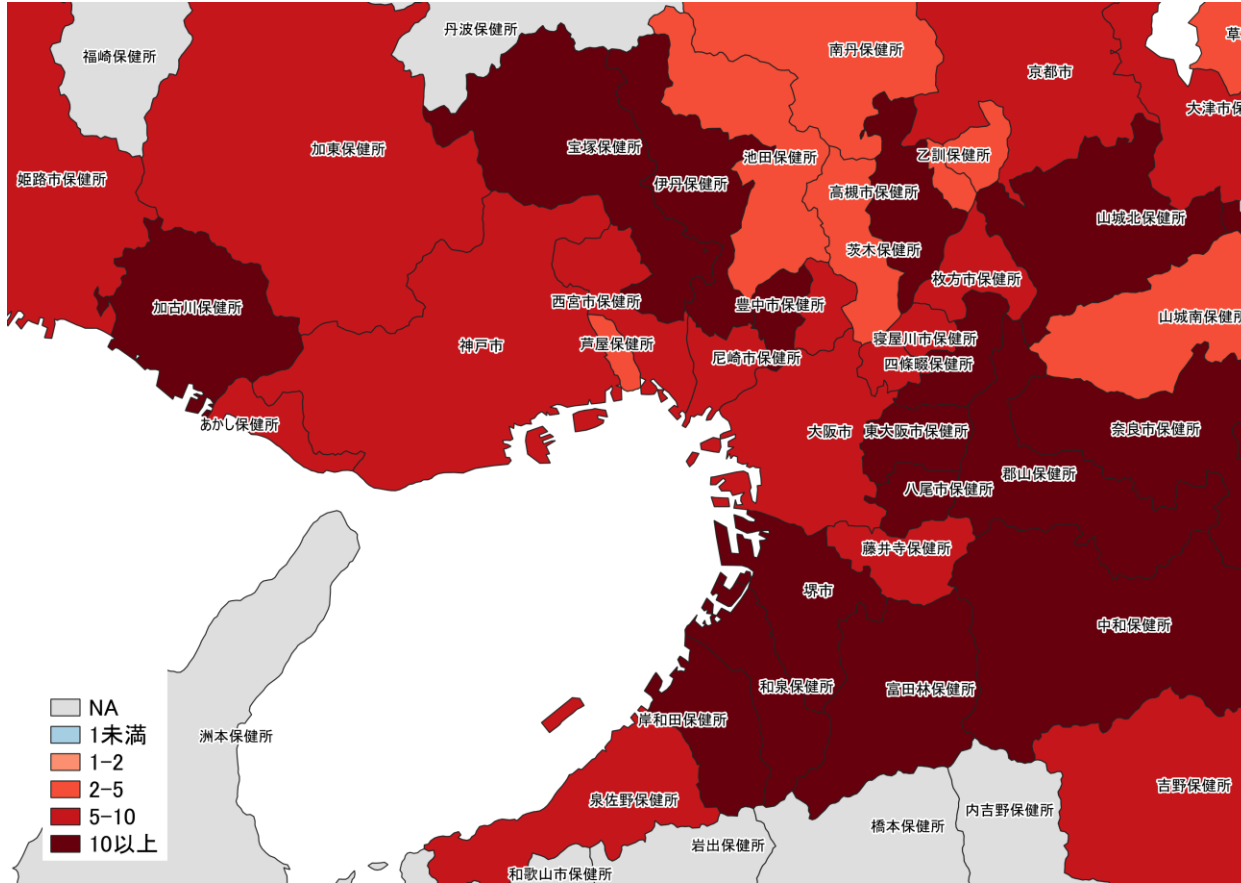 丹波保健所
福崎保健所
南丹保健所
草
京都市
大津市保
加東保健所
宝塚保健所
池田保健所
乙訓保健所
姫路市保健所
伊丹保健所
高槻市保健所
山城北保健所
茨木保健所
枚方市保健所
加古川保健所
西宮市保健所
豊中市保健所
山城南保健所
神戸市
芦屋保健所
尼崎市保健所
寝屋川市保健所
四條畷保健所
あかし保健所
大阪市
東大阪市保健所
奈良市保健所
郡山保健所
八尾市保健所
藤井寺保健所
堺市
中和保健所
和泉保健所
富田林保健所
岸和田保健所
洲本保健所
泉佐野保健所
吉野保健所
内吉野保健所
橋本保健所
岩出保健所
和歌山市保健所
NA
1未満
1-2
2-5
5-10
10以上